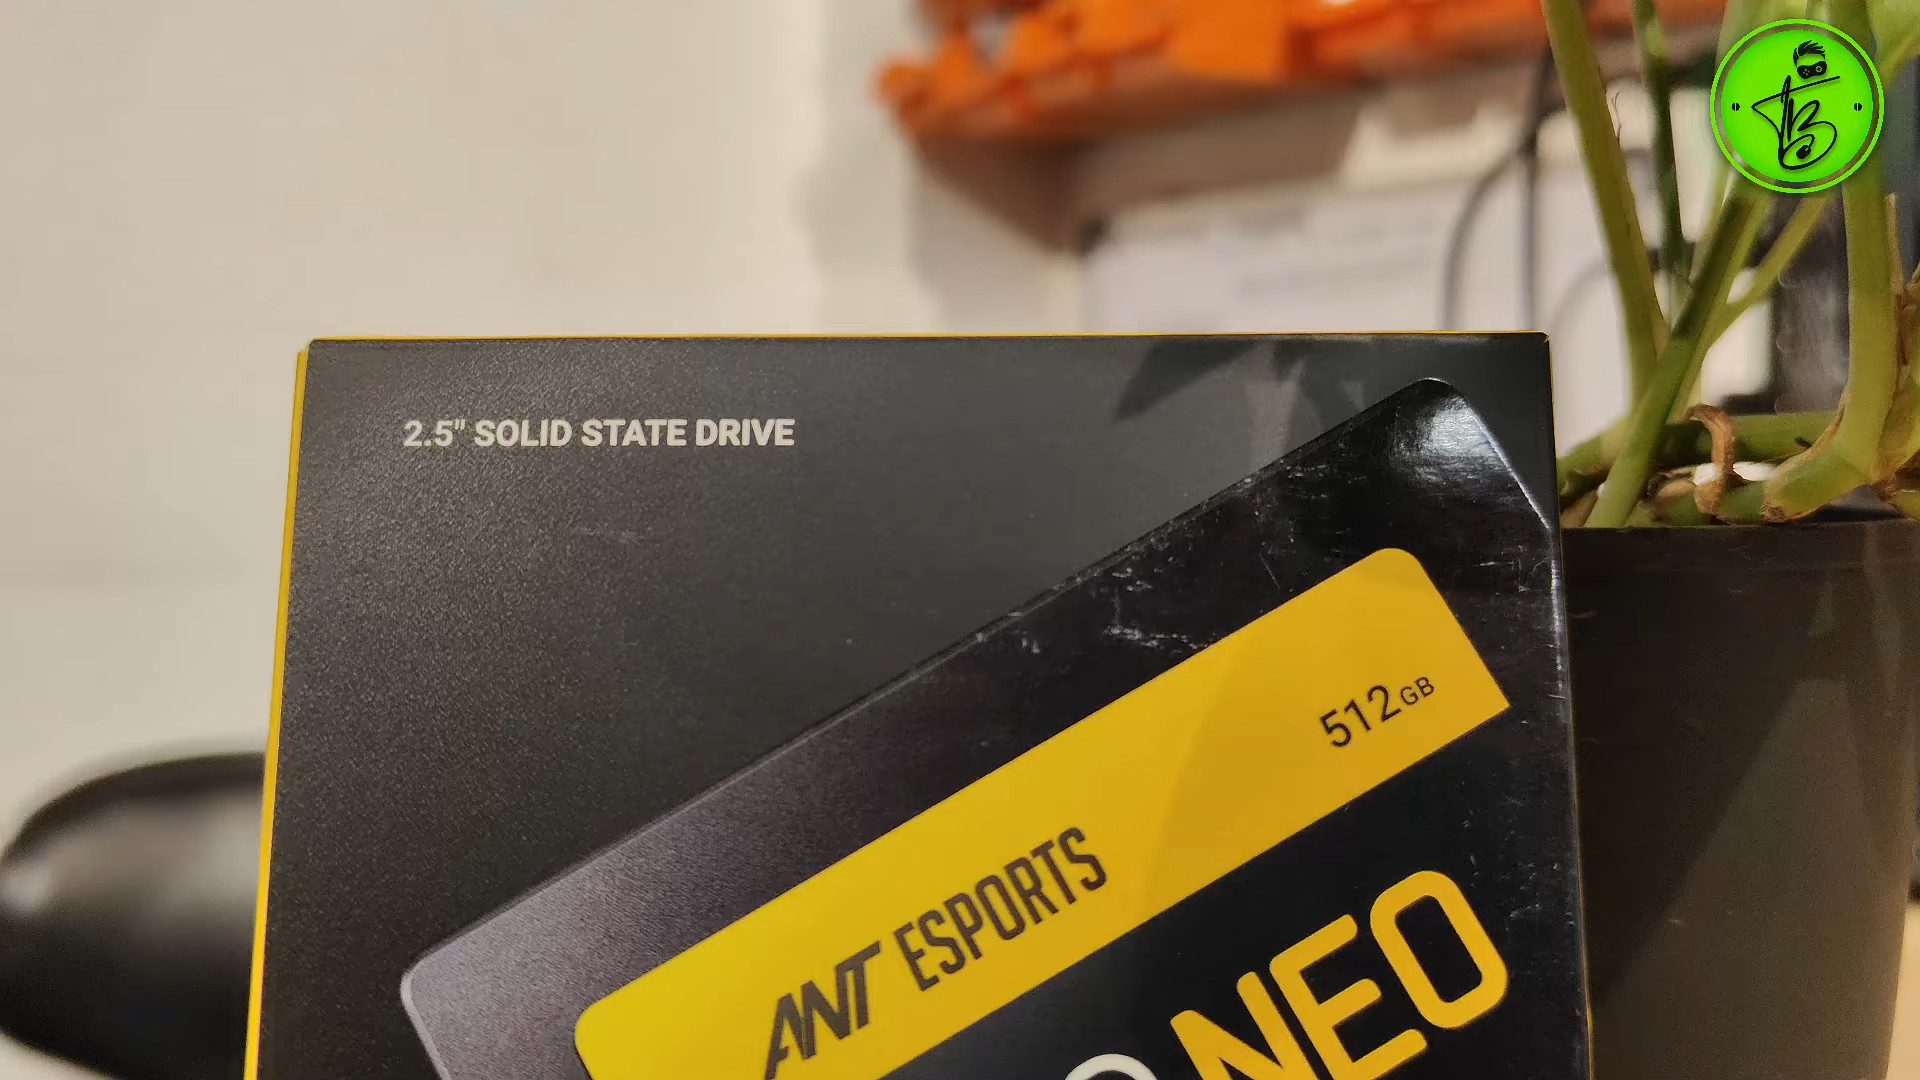 2.5" SOLID STATE DRIVE
512GB
ANT ESPORTS
NEO